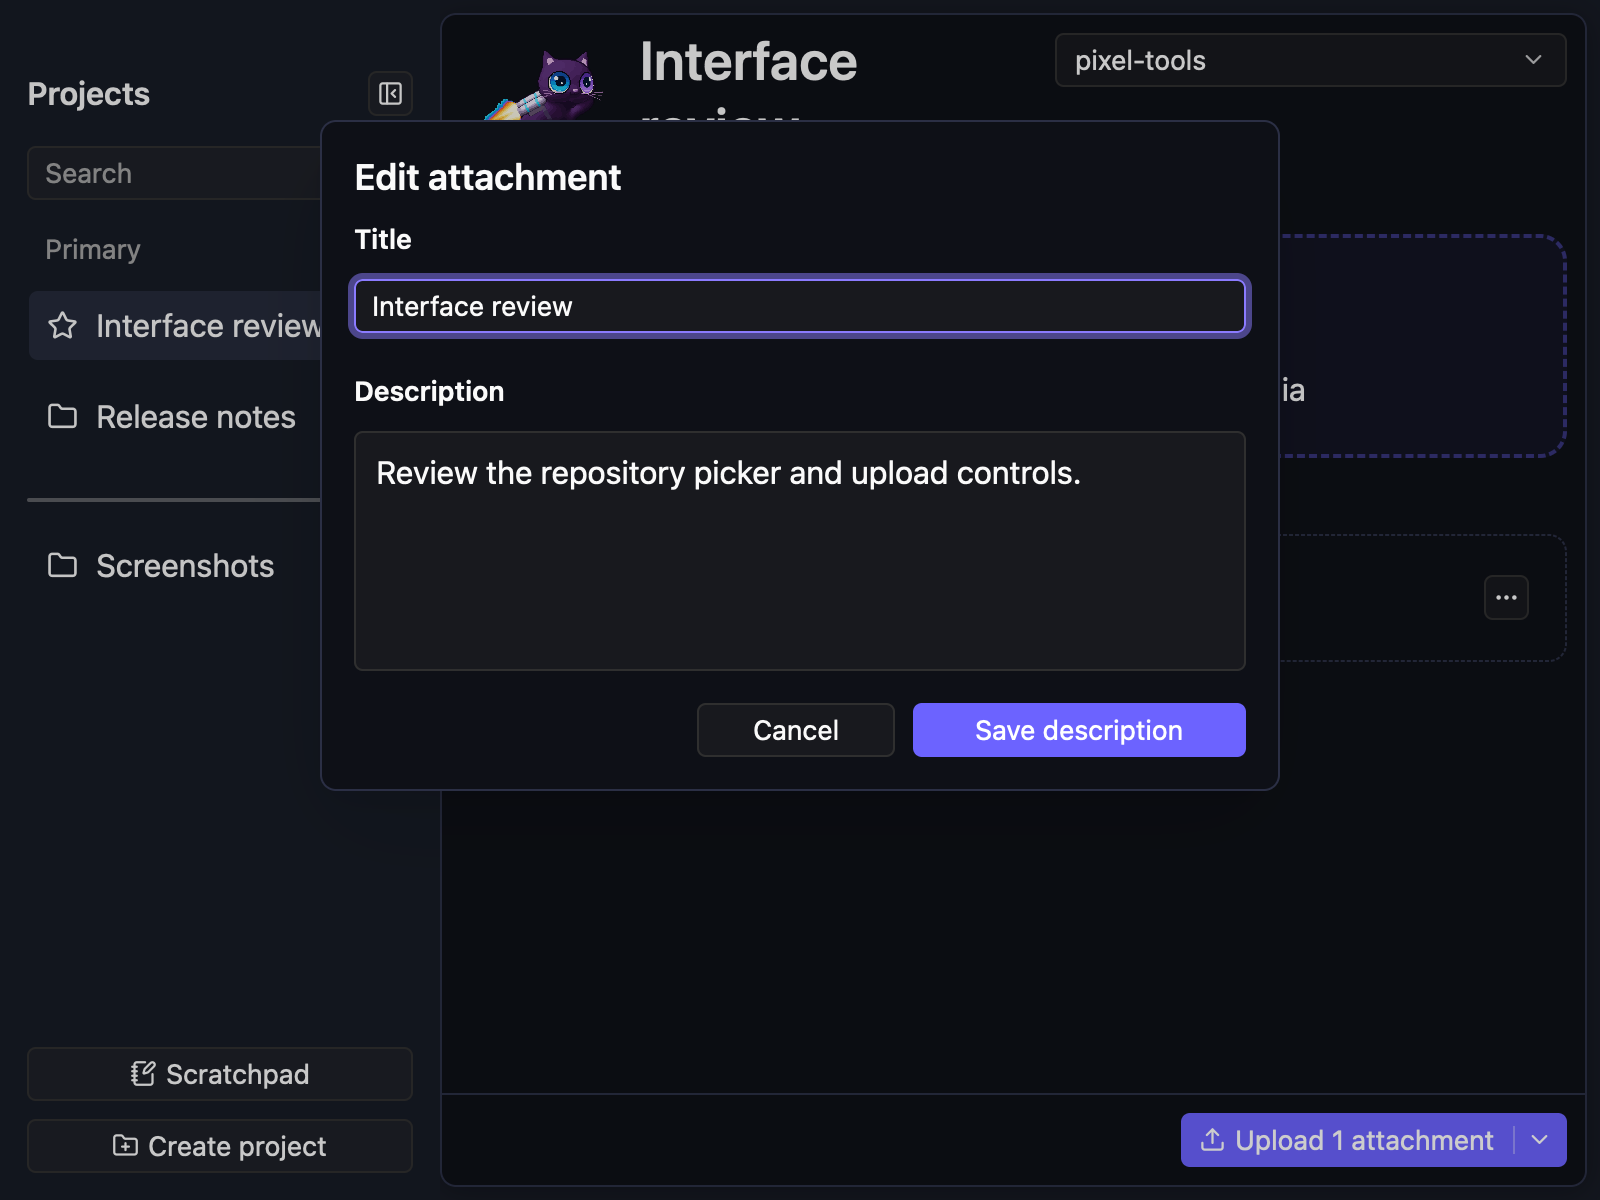 Projects
Search
Primary
Interface review
Release notes
Screenshots
Scratchpad
Create project
Interface
review
pixel-tools
Edit attachment
Title
Interface review
Description
Review the repository picker and upload controls.
Cancel
Save description
ia
Upload 1 attachment